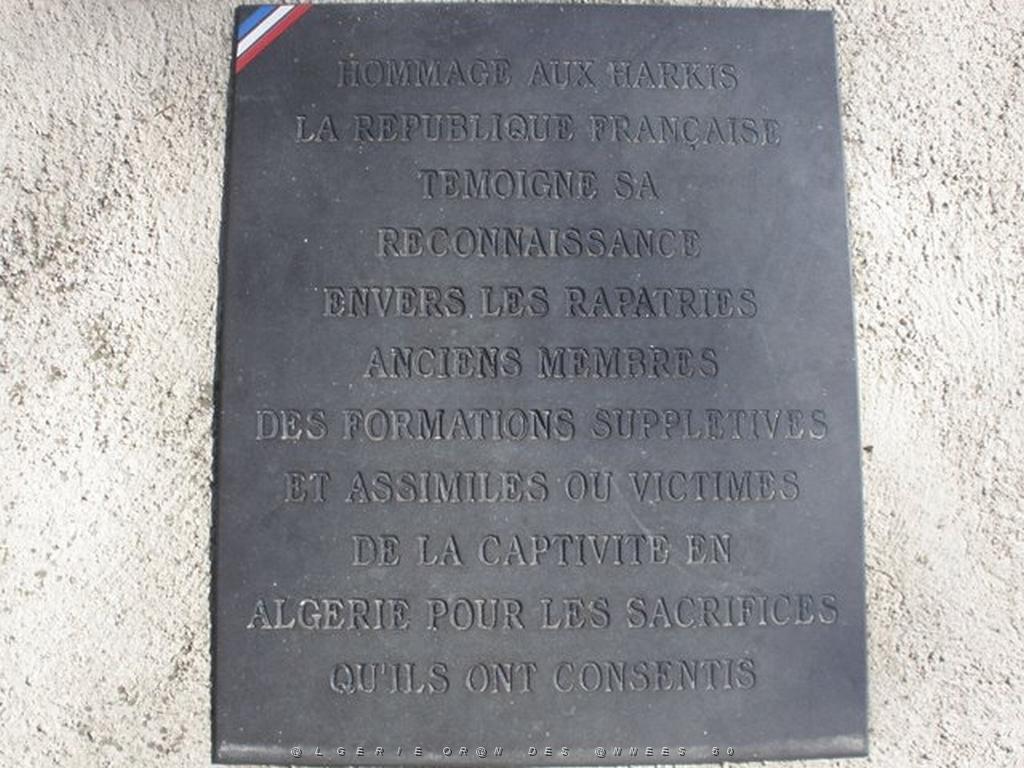 HOMMAGE AUX HARKIS
LA REPUBLIQUE FRANÇAISE
TEMOIGNE SA
RECONNAISSANCE
ENVERS LES RAPATRIES
ANCIENS MEMBRES
DES FORMATIONS SUPPLETIVES
ET ASSIMILES OU VICTIMES
DE LA CAPTIVITE EN
ALGERIE POUR LES SACRIFICES
QU'ILS ONT CONSENTIS
@LGERIE OR@N DES @NNEES 50